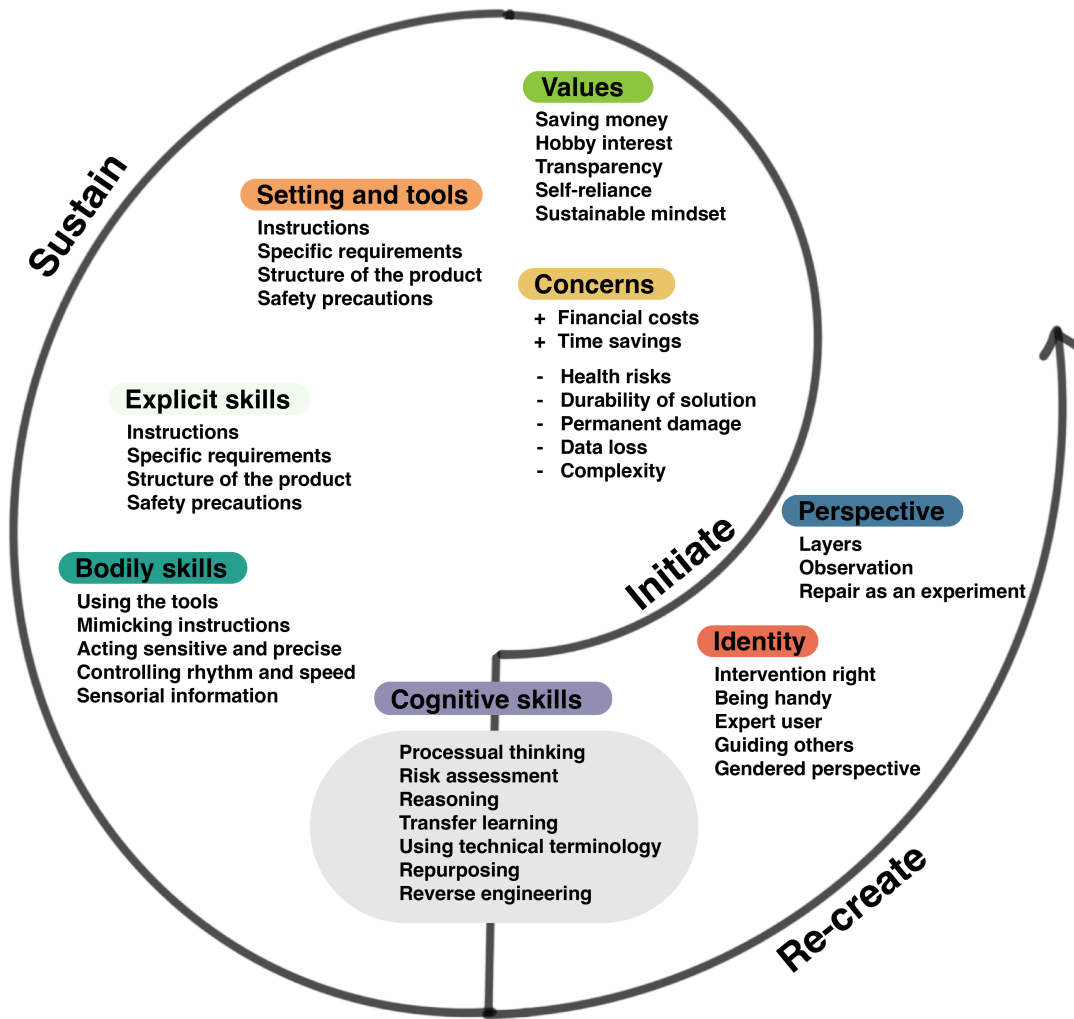 Values
Saving money
Hobby interest
Transparency
Self-reliance
Sustainable mindset
Sustain
Setting and tools
Instructions
Specific requirements
Structure of the product
Safety precautions
Concerns
+ Financial costs
+ Time savings
- Health risks
- Durability of solution
- Permanent damage
- Data loss
- Complexity
Explicit skills
Instructions
Specific requirements
Structure of the product
Safety precautions
Initiate
Perspective
Layers
Observation
Repair as an experiment
Bodily skills
Using the tools
Mimicking instructions
Acting sensitive and precise
Controlling rhythm and speed
Sensorial information
Identity
Intervention right
Being handy
Expert user
Guiding others
Gendered perspective
Cognitive skills
Processual thinking
Risk assessment
Reasoning
Transfer learning
Using technical terminology
Repurposing
Reverse engineering
Re-create